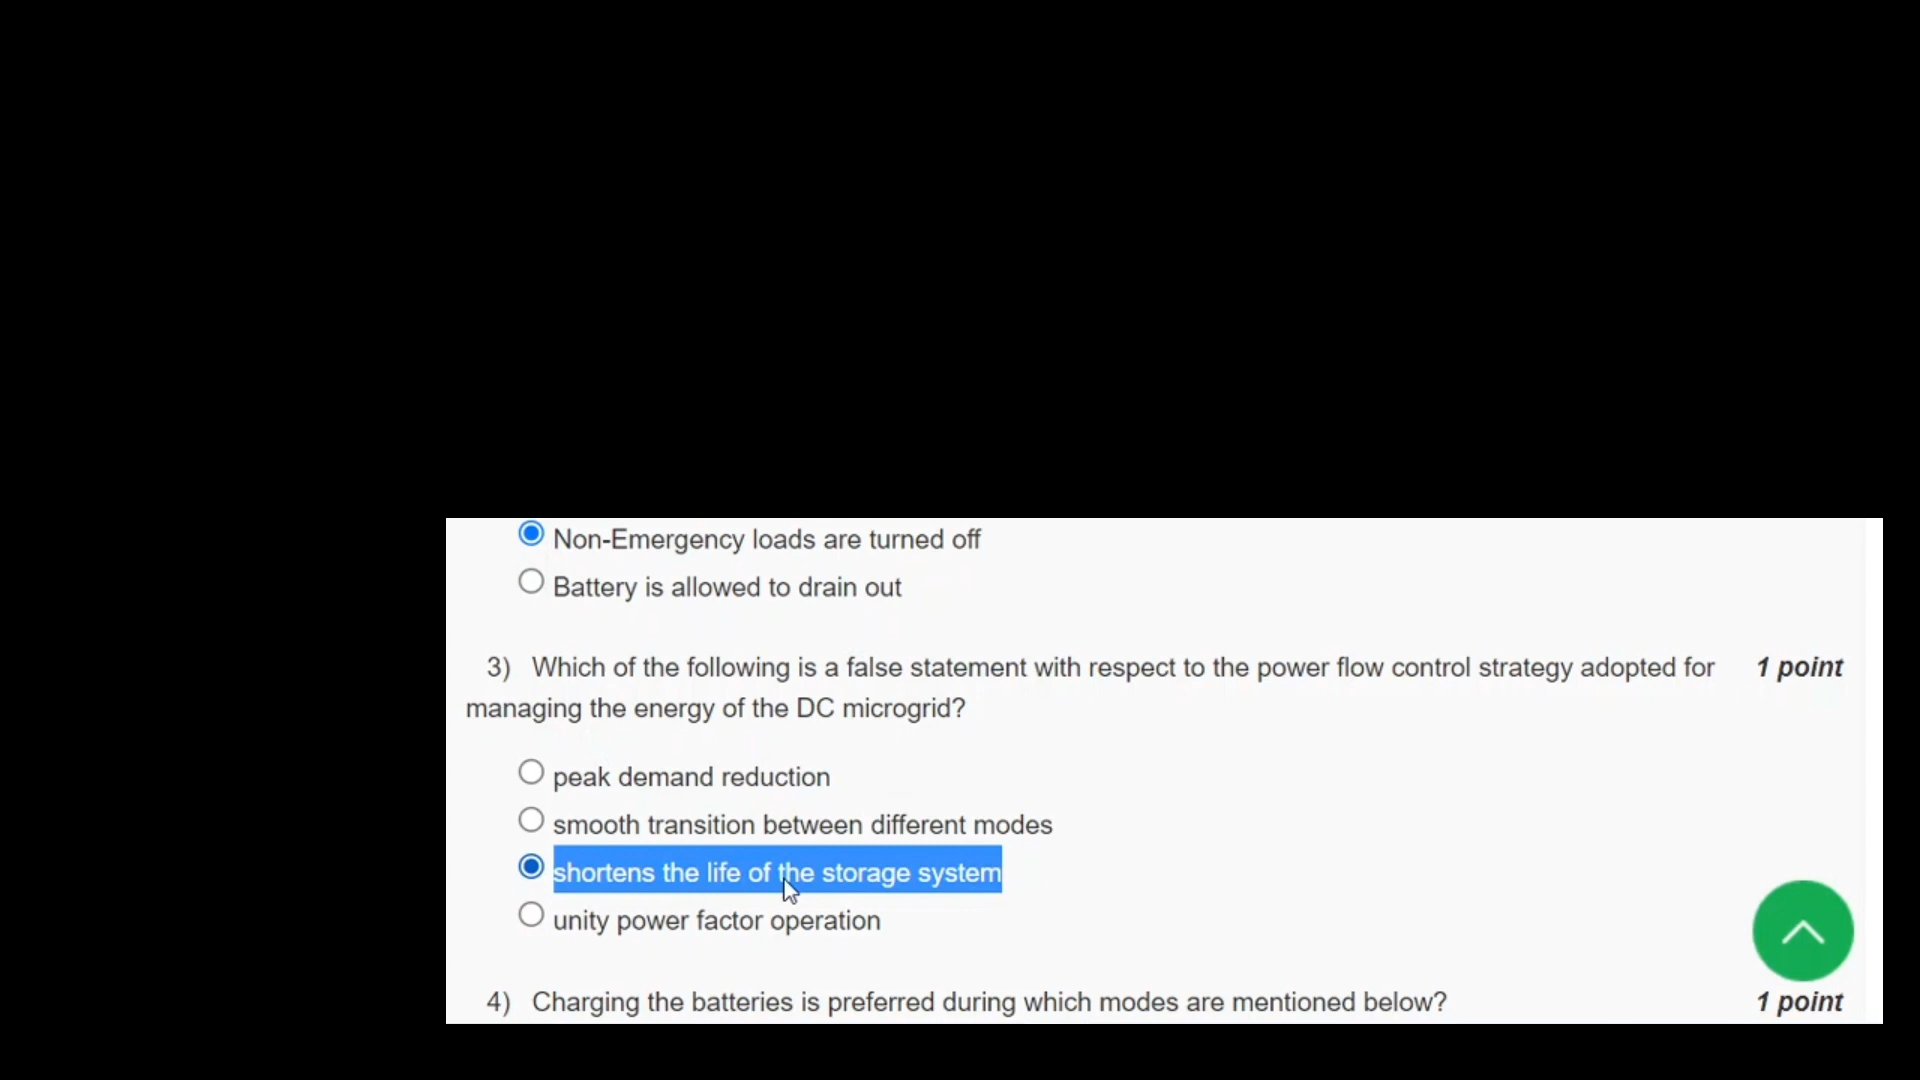 Non-Emergency loads are turned off
Battery is allowed to drain out
3) Which of the following is a false statement with respect to the power flow control strategy adopted for 1 point
managing the energy of the DC microgrid?
peak demand reduction
smooth transition between different modes
shortens the life of the storage system
unity power factor operation
4) Charging the batteries is preferred during which modes are mentioned below? 1 point